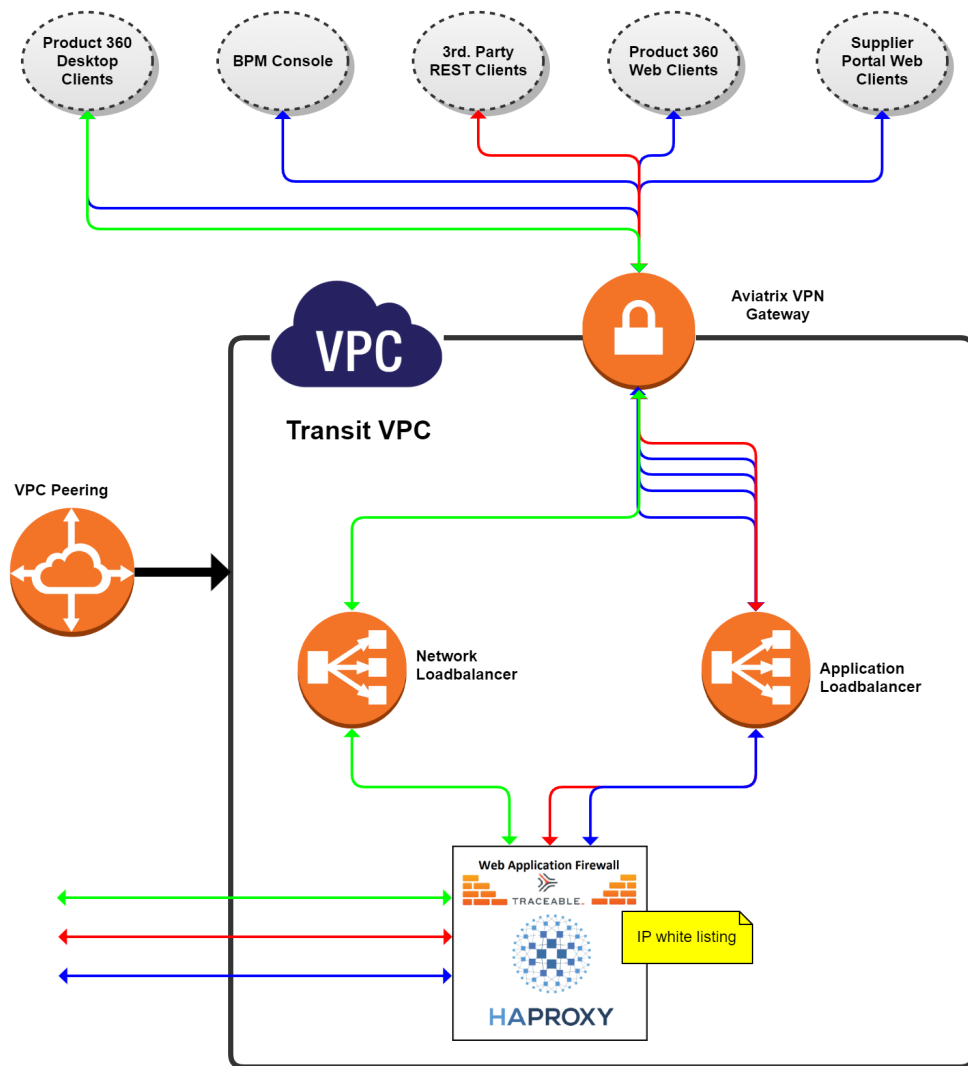 Product 360
Desktop
Clients
BPM Console
3rd. Party
REST Clients
Product 360
Web Clients
Supplier
Portal Web
Clients
Aviatrix VPN
Gateway
VPC
Transit VPC
VPC Peering
Network
Loadbalancer
Application
Loadbalancer
Web Application Firewall
TRACEABLE
IP white listing
HAPROXY